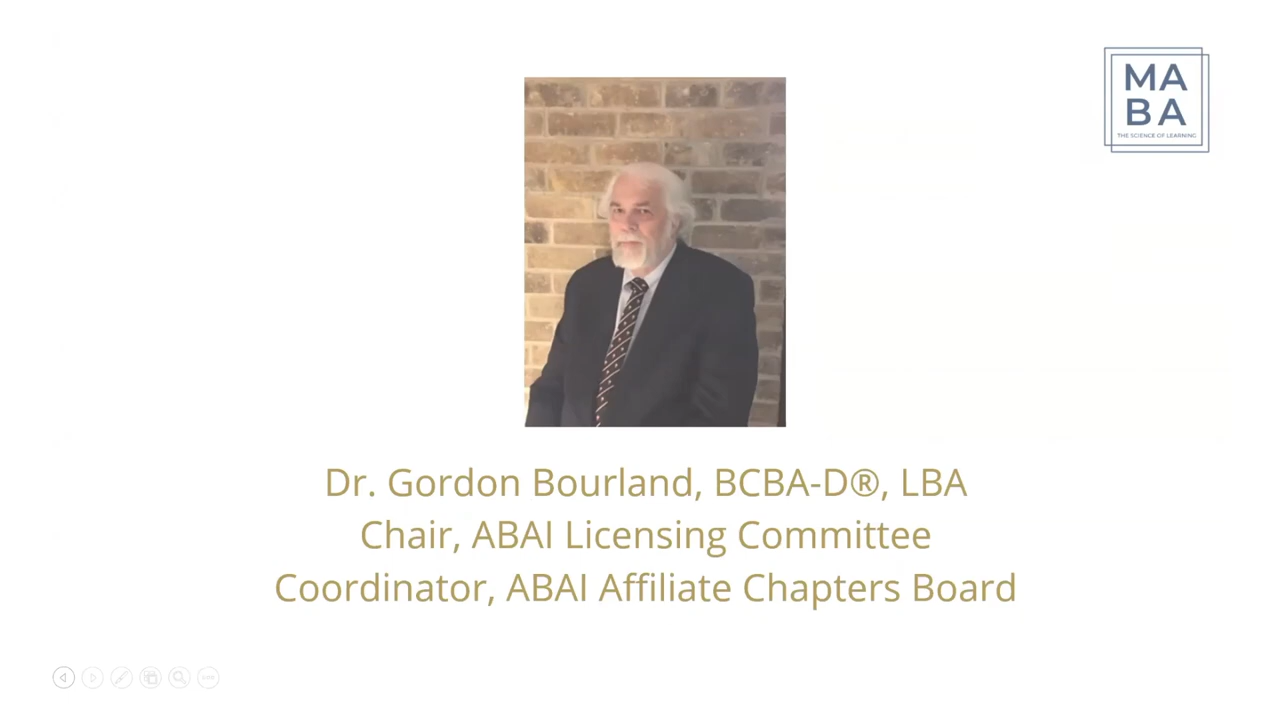 MA
BA
THE SCIENCE OF LEARNING
Dr. Gordon Bourland, BCBA-D®, LBA
Chair, ABAI Licensing Committee
Coordinator, ABAI Affiliate Chapters Board